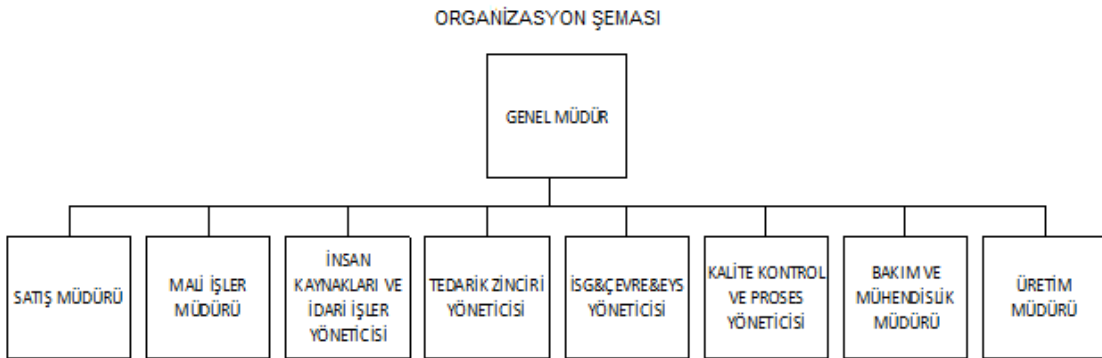 ORGANİZASYON ŞEMASI
GENEL MÜDÜR
SATIŞ MÜDÜRÜ
MALİ İŞLER
MÜDÜRÜ
İNSAN
KAYNAKLARI VE
İDARİ İŞLER
YÖNETİCİSİ
TEDARİK ZİNCİRİ
YÖNETİCİSİ
İSG&ÇEVRE&EYS
YÖNETİCİSİ
KALİTE KONTROL
VE PROSES
YÖNETİCİSİ
BAKIM VE
MÜHENDİSLİK
MÜDÜRÜ
ÜRETİM
MÜDÜRÜ